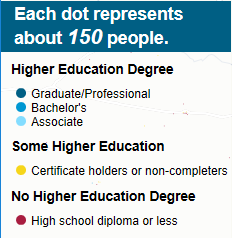 Each dot represents
about 150 people.
Higher Education Degree
Graduate/Professional
Bachelor's
Associate
Some Higher Education
Certificate holders or non-completers
No Higher Education Degree
High school diploma or less